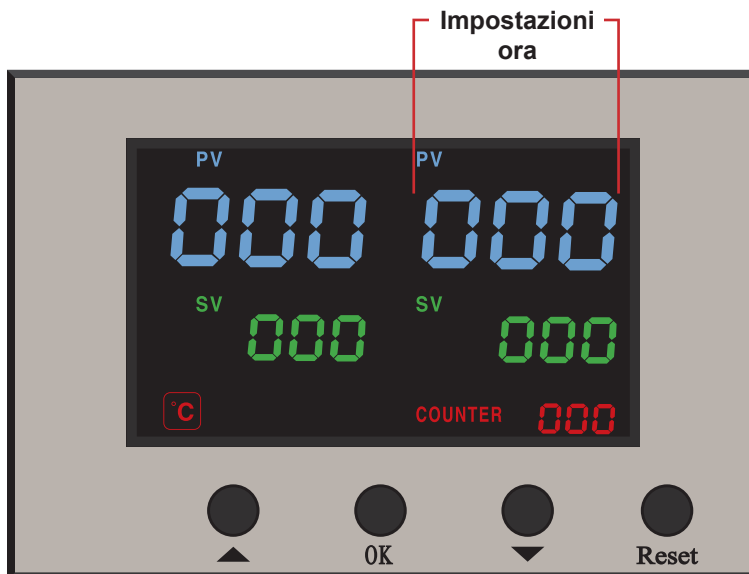 Impostazioni
ora
PV PV
000 000
SV SV
000 000
°C COUNTER 000
OK Reset